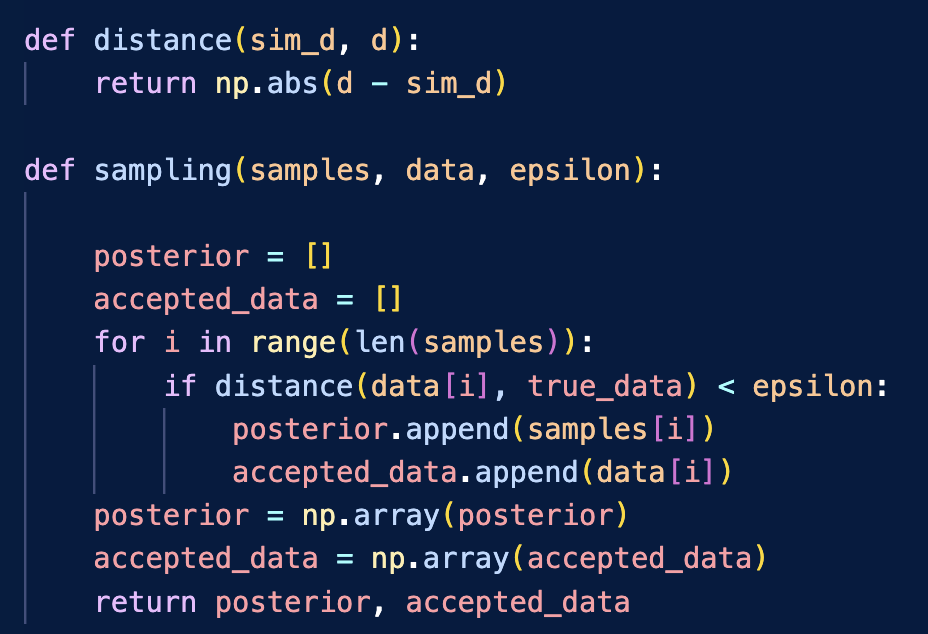 def distance(sim_d, d):
    return np.abs(d - sim_d)
def sampling(samples, data, epsilon):
    posterior = []
    accepted_data = []
    for i in range(len(samples)):
        if distance(data[i], true_data) < epsilon:
            posterior.append(samples[i])
            accepted_data.append(data[i])
    posterior = np.array(posterior)
    accepted_data = np.array(accepted_data)
    return posterior, accepted_data